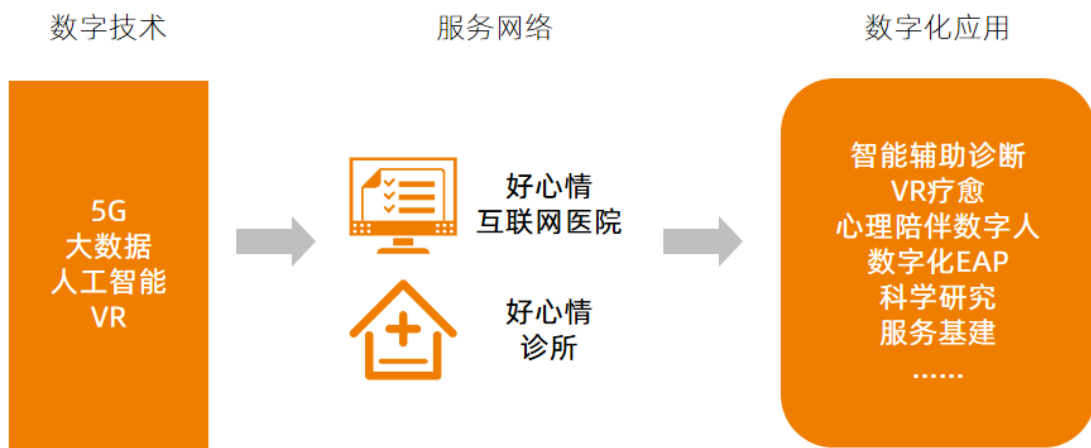 数字技术
服务网络
数字化应用
5G
大数据
人工智能
VR
好心情
互联网医院
好心情
诊所
智能辅助诊断
VR疗愈
心理陪伴数字人
数字化EAP
科学研究
服务基建
……